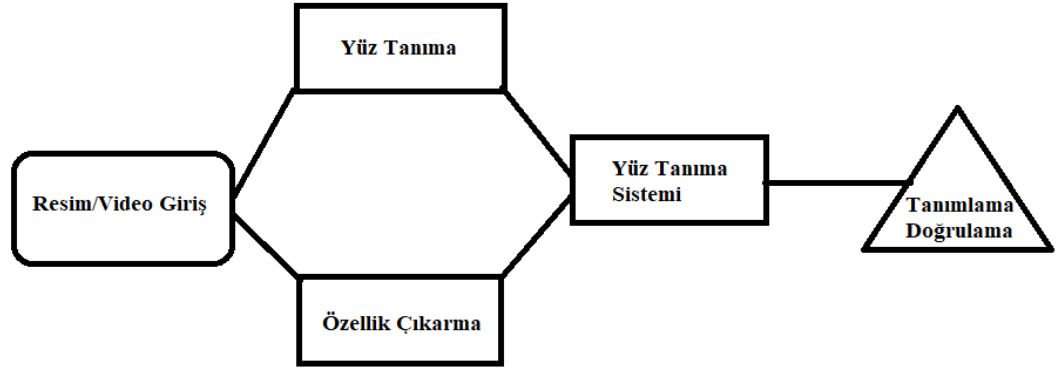 Yüz Tanıma
Resim/Video Giriş
Yüz Tanıma
Sistemi
Tanımlama
Doğrulama
Özellik Çıkarma